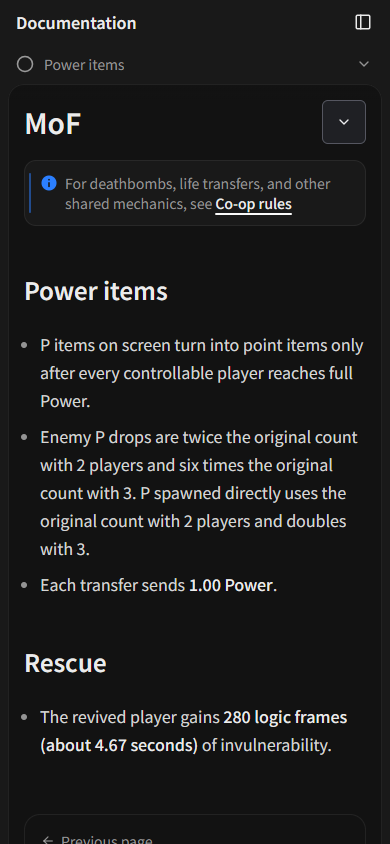 Documentation
Power items
MoF
For deathbombs, life transfers, and other
shared mechanics, see Co-op rules
Power items
P items on screen turn into point items only
after every controllable player reaches full
Power.
Enemy P drops are twice the original count
with 2 players and six times the original
count with 3. P spawned directly uses the
original count with 2 players and doubles
with 3.
Each transfer sends 1.00 Power.
Rescue
The revived player gains 280 logic frames
(about 4.67 seconds) of invulnerability.
← Previous page